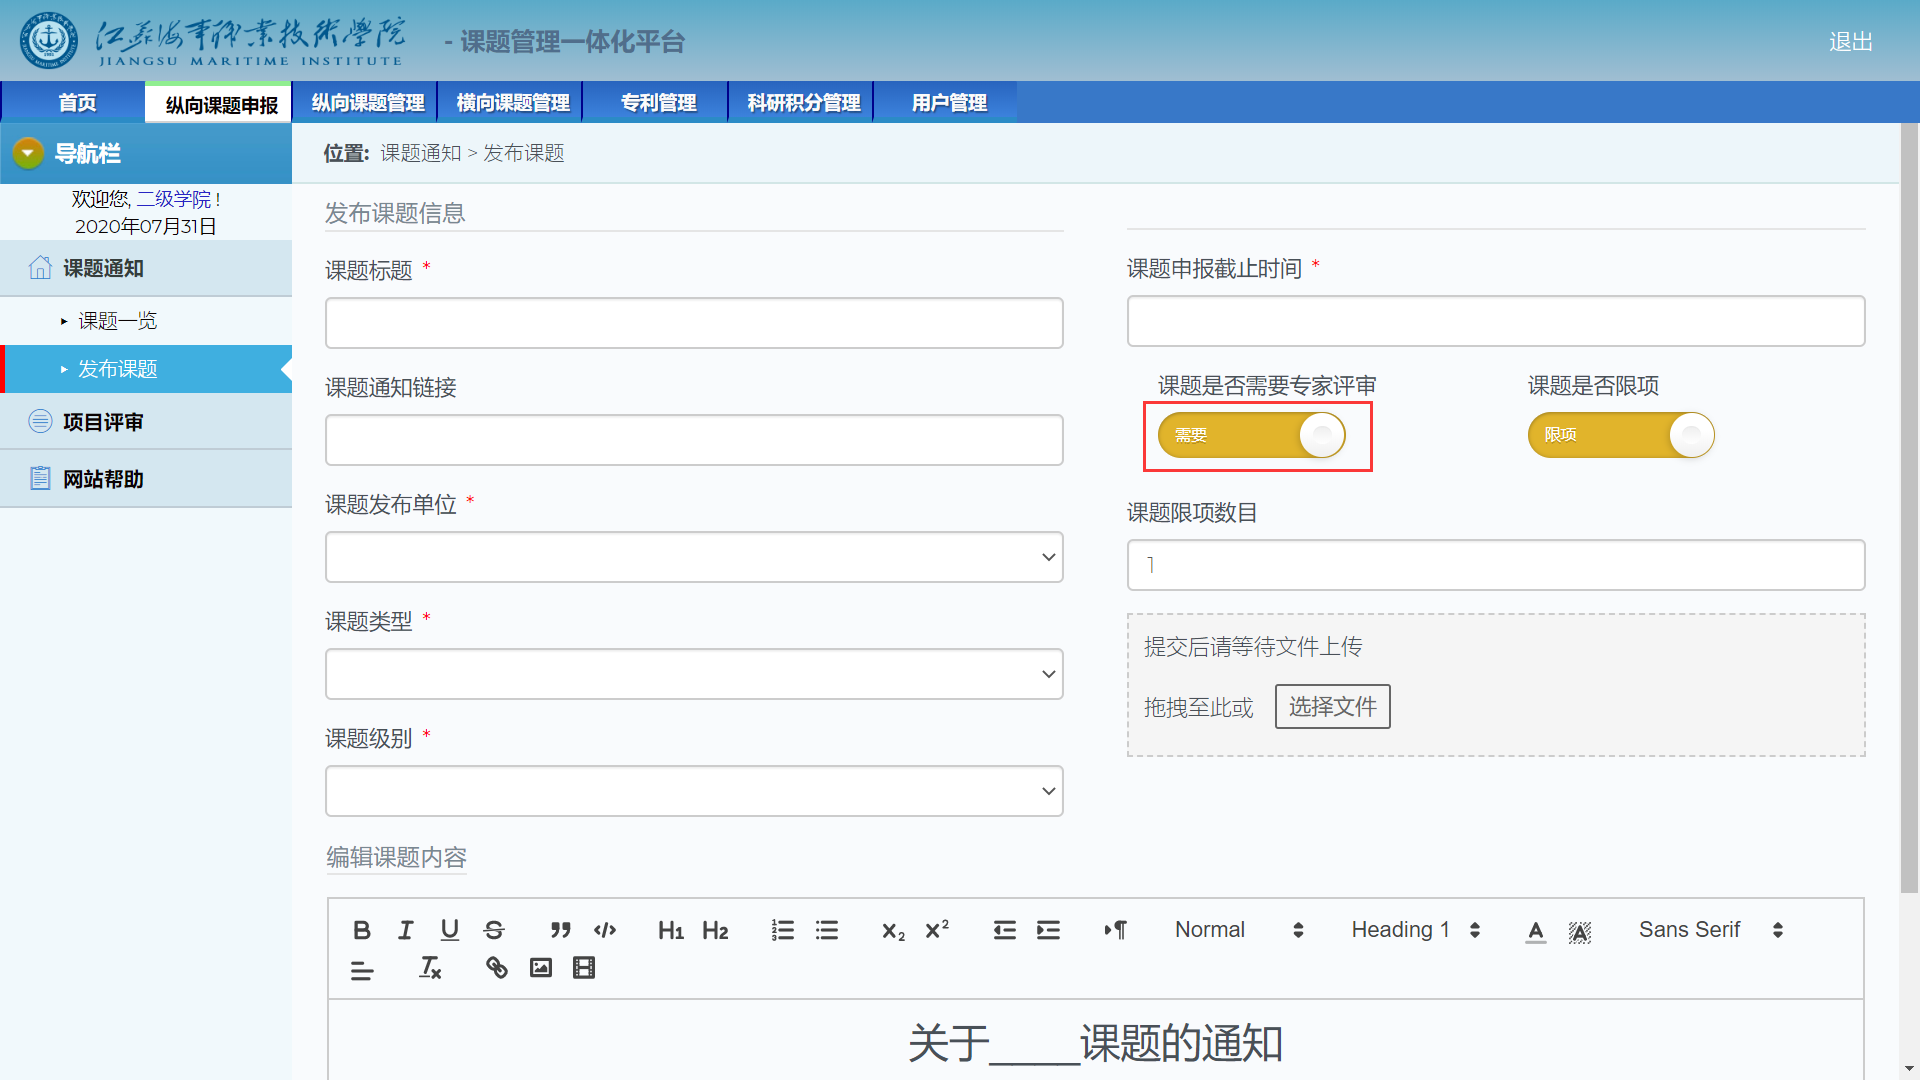 江苏海事职业技术学院
JIANGSU MARITIME INSTITUTE
- 课题管理一体化平台
退出
首页
纵向课题申报
纵向课题管理
横向课题管理
专利管理
科研积分管理
用户管理
导航栏
欢迎您, 二级学院 !
2020年07月31日
课题通知
课题一览
发布课题
项目评审
网站帮助
位置: 课题通知 > 发布课题
发布课题信息
课题标题 *
课题通知链接
课题发布单位 *
课题类型 *
课题级别 *
课题申报截止时间 *
课题是否需要专家评审
需要
课题是否限项
限项
课题限项数目
1
提交后请等待文件上传
拖拽至此或 选择文件
编辑课题内容
Normal
Heading 1
Sans Serif
关于____课题的通知